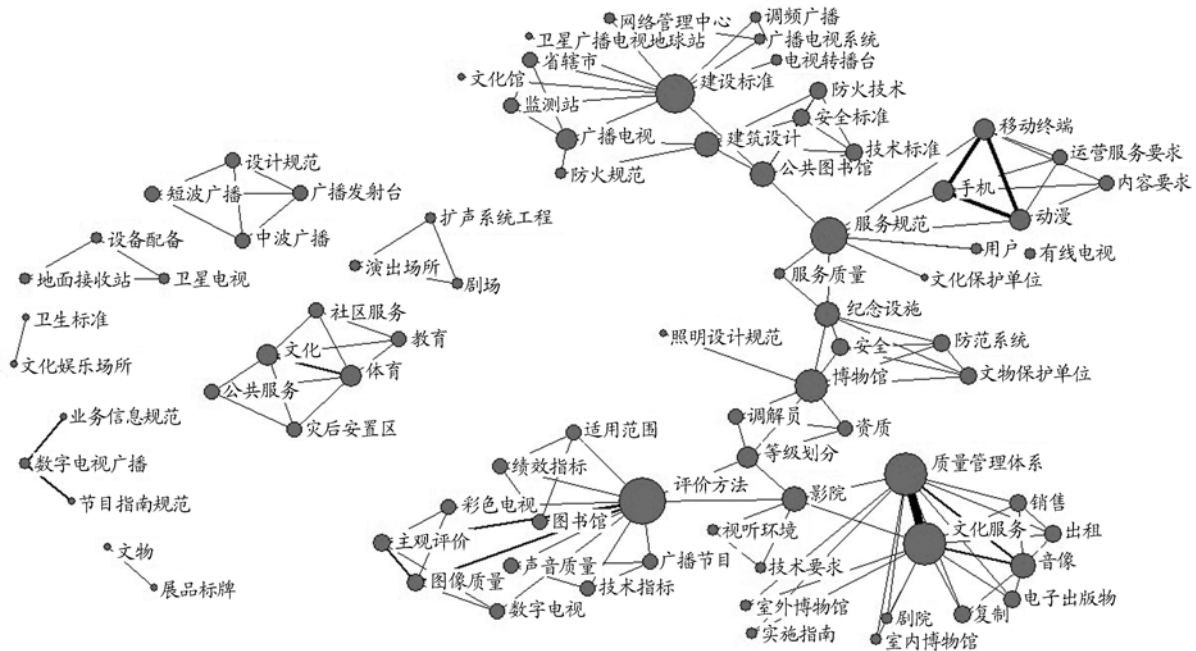 网络管理中心
调频广播
卫星广播电视地球站
广播电视系统
省辖市
电视转播台
文化馆
建设标准
监测站
防火技术
安全标准
广播电视
建筑设计
技术标准
移动终端
防火规范
公共图书馆
运营服务要求
设计规范
手机
内容要求
短波广播
广播发射台
扩声系统工程
服务规范
动漫
中波广播
设备配备
用户
有线电视
演出场所
地面接收站
卫星电视
剧场
服务质量
文化保护单位
社区服务
纪念设施
卫生标准
照明设计规范
教育
防范系统
文化
安全
文化娱乐场所
体育
博物馆
文物保护单位
公共服务
业务信息规范
调解员
灾后安置区
资质
适用范围
数字电视广播
绩效指标
等级划分
质量管理体系
节目指南规范
评价方法
影院
彩色电视
销售
图书馆
视听环境
文化服务
出租
主观评价
文物
声音质量
广播节目
技术要求
音像
展品标牌
图像质量
技术指标
数字电视
室外博物馆
电子出版物
剧院
复制
实施指南
室内博物馆